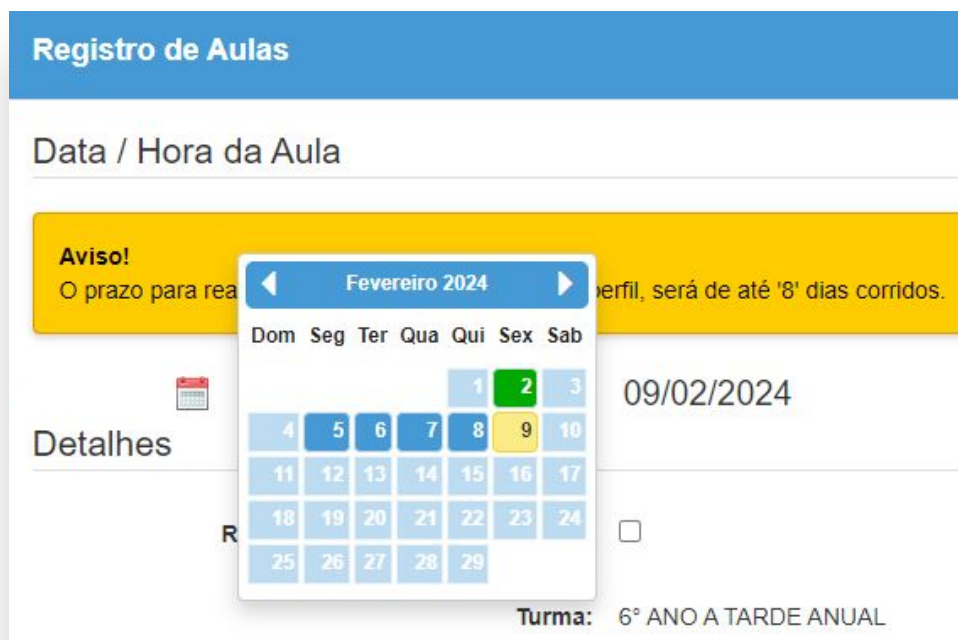 Registro de Aulas
Data / Hora da Aula
Aviso!
O prazo para rea
erfil, será de até '8' dias corridos.
Fevereiro 2024
Dom Seg Ter Qua Qui Sex Sab
1 2 3
4 5 6 7 8 9 10
11 12 13 14 15 16 17
18 19 20 21 22 23 24
25 26 27 28 29
09/02/2024
Detalhes
R
Turma: 6° ANO A TARDE ANUAL